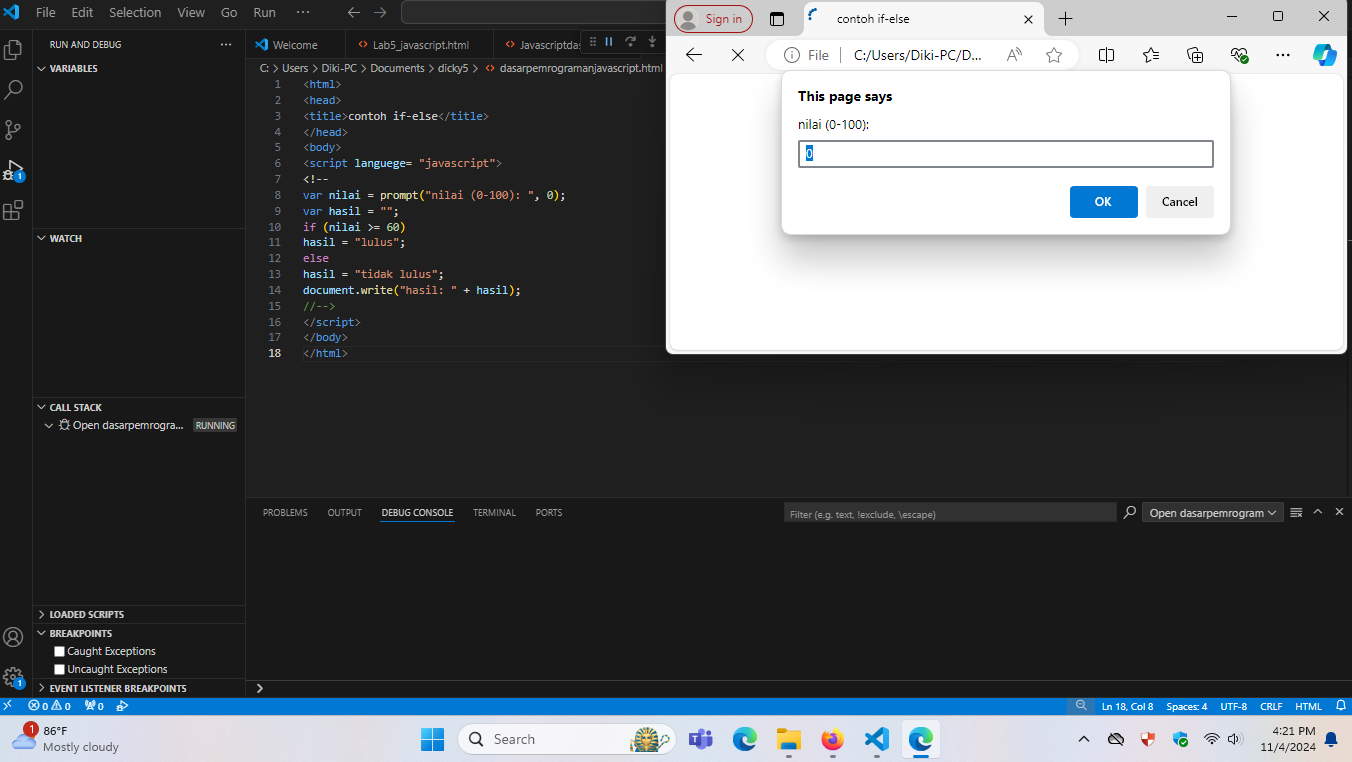 File Edit Selection View Go Run ···
RUN AND DEBUG ···
VARIABLES
WATCH
CALL STACK
Open dasarpemrogra... RUNNING
LOADED SCRIPTS
BREAKPOINTS
Caught Exceptions
Uncaught Exceptions
EVENT LISTENER BREAKPOINTS
Welcome Lab5_javascript.html Javascriptdas
C: > Users > Diki-PC > Documents > dicky5 > dasarpemrogramanjavascript.html
1 <html>
2 <head>
3 <title>contoh if-else</title>
4 </head>
5 <body>
6 <script languege= "javascript">
7 <!--
8 var nilai = prompt("nilai (0-100): ", 0);
9 var hasil = "";
10 if (nilai >= 60)
11 hasil = "lulus";
12 else
13 hasil = "tidak lulus";
14 document.write("hasil: " + hasil);
15 //-->
16 </script>
17 </body>
18 </html>
Sign in contoh if-else
File C:/Users/Diki-PC/D... A ···
This page says
nilai (0-100):
0
OK Cancel
PROBLEMS OUTPUT DEBUG CONSOLE TERMINAL PORTS
Filter (e.g. text, !exclude, \escape) Open dasarpemrogram
1
1
0 0 0 Ln 18, Col 8 Spaces: 4 UTF-8 CRLF HTML
1 86°F
Mostly cloudy
Search
4:21 PM
11/4/2024